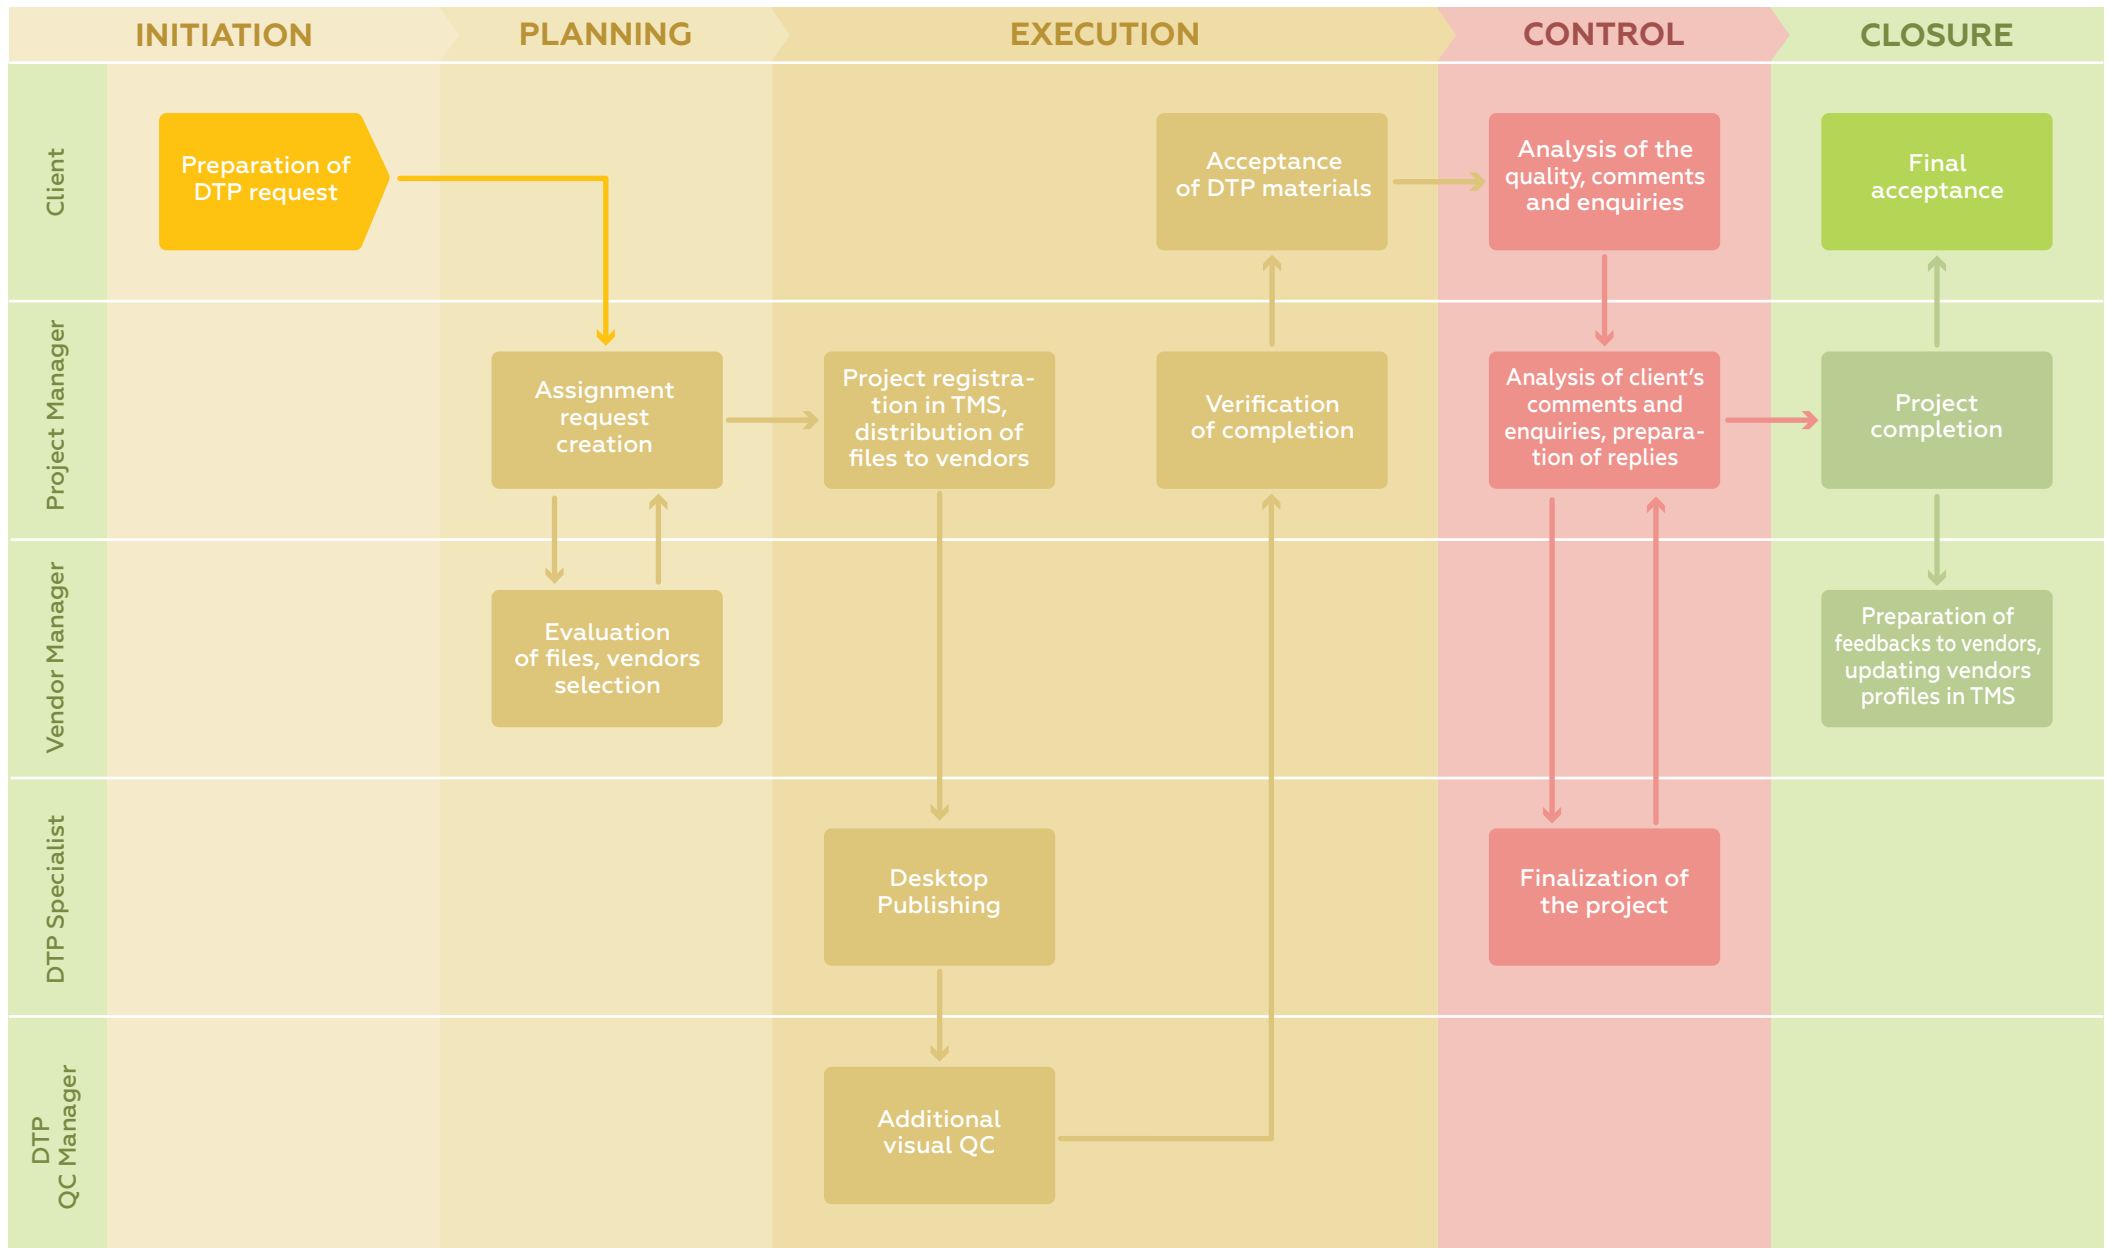 INITIATION
PLANNING
EXECUTION
CONTROL
CLOSURE
Client
Preparation of
DTP request
Acceptance
of DTP materials
Analysis of the
quality, comments
and enquiries
Final
acceptance
Project Manager
Assignment
request
creation
Project registra-
tion in TMS,
distribution of
files to vendors
Verification
of completion
Analysis of client’s
comments and
enquiries, prepara-
tion of replies
Project
completion
Vendor Manager
Evaluation
of files, vendors
selection
Preparation of
feedbacks to vendors,
updating vendors
profiles in TMS
DTP Specialist
Desktop
Publishing
Finalization of
the project
DTP
QC Manager
Additional
visual QC